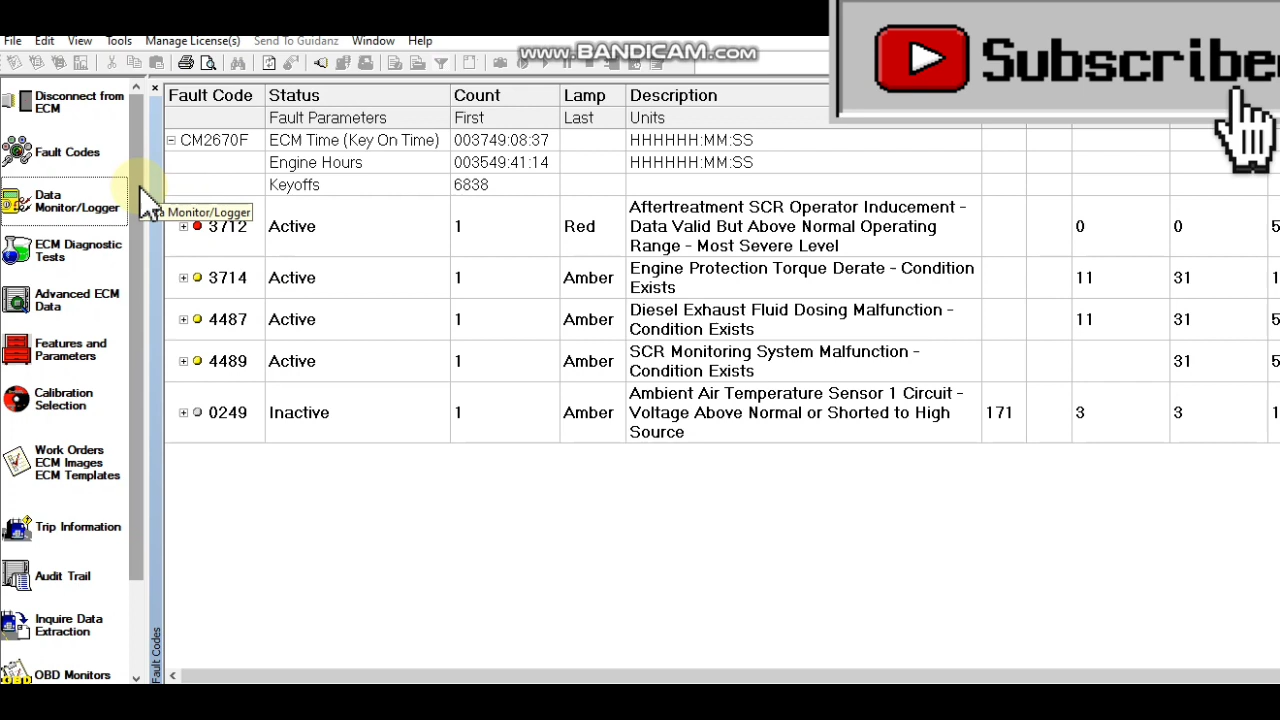 File Edit View Tools Manage License(s) Send To Guidanz Window Help
www.BANDICAM.com
Subscribe
Disconnect from
ECM
Fault Codes
Data
Monitor/Logger
ECM Diagnostic
Tests
Advanced ECM
Data
Features and
Parameters
Calibration
Selection
Work Orders
ECM Images
ECM Templates
Trip Information
Audit Trail
Inquire Data
Extraction
OBD Monitors
OBD
Monitor/Logger
Fault Codes
Fault Code Status Count Lamp Description
Fault Parameters First Last Units
CM2670F ECM Time (Key On Time) 003749:08:37 HHHHHH:MM:SS
Engine Hours 003549:41:14 HHHHHH:MM:SS
Keyoffs 6838
Aftertreatment SCR Operator Inducement -
3712 Active 1 Red Data Valid But Above Normal Operating 0 0 5
Range - Most Severe Level
3714 Active 1 Amber Engine Protection Torque Derate - Condition 11 31 1
Exists
4487 Active 1 Amber Diesel Exhaust Fluid Dosing Malfunction - 11 31 5
Condition Exists
4489 Active 1 Amber SCR Monitoring System Malfunction - 31 5
Condition Exists
Ambient Air Temperature Sensor 1 Circuit -
0249 Inactive 1 Amber Voltage Above Normal or Shorted to High 171 3 3 1
Source